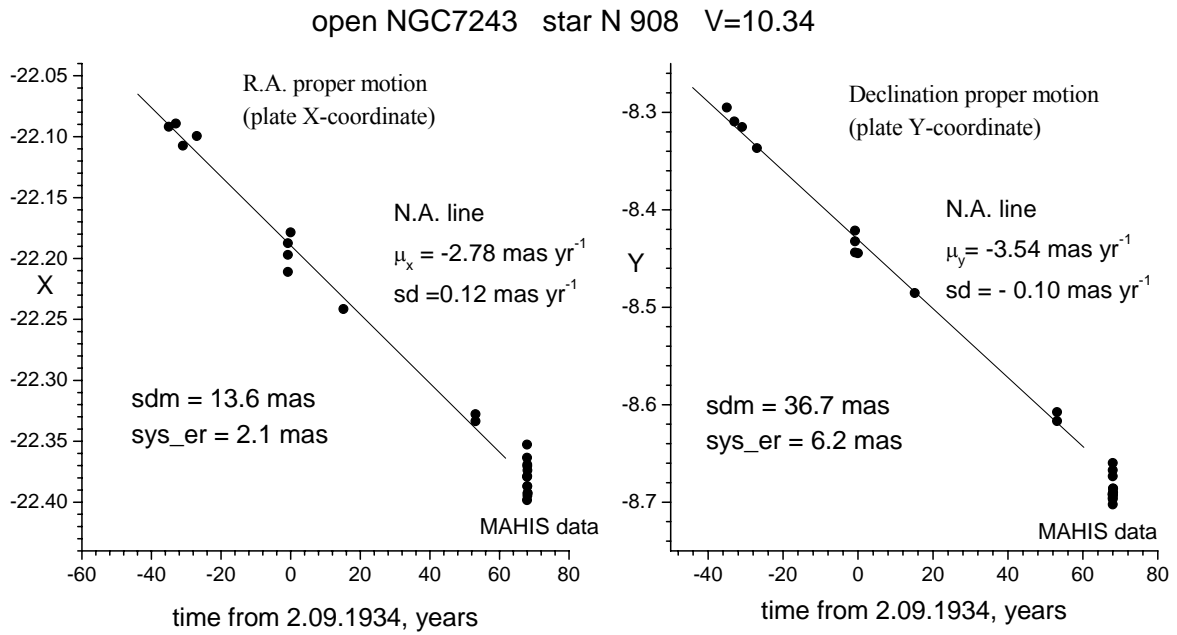 open NGC7243 star N 908 V=10.34
R.A. proper motion
(plate X-coordinate)
N.A. line
μx = -2.78 mas yr-1
sd =0.12 mas yr-1
sdm = 13.6 mas
sys_er = 2.1 mas
MAHIS data
X
-22.05
-22.10
-22.15
-22.20
-22.25
-22.30
-22.35
-22.40
-60 -40 -20 0 20 40 60 80
time from 2.09.1934, years
Declination proper motion
(plate Y-coordinate)
N.A. line
μy= -3.54 mas yr-1
sd = - 0.10 mas yr-1
sdm = 36.7 mas
sys_er = 6.2 mas
MAHIS data
Y
-8.3
-8.4
-8.5
-8.6
-8.7
-40 -20 0 20 40 60 80
time from 2.09.1934, years